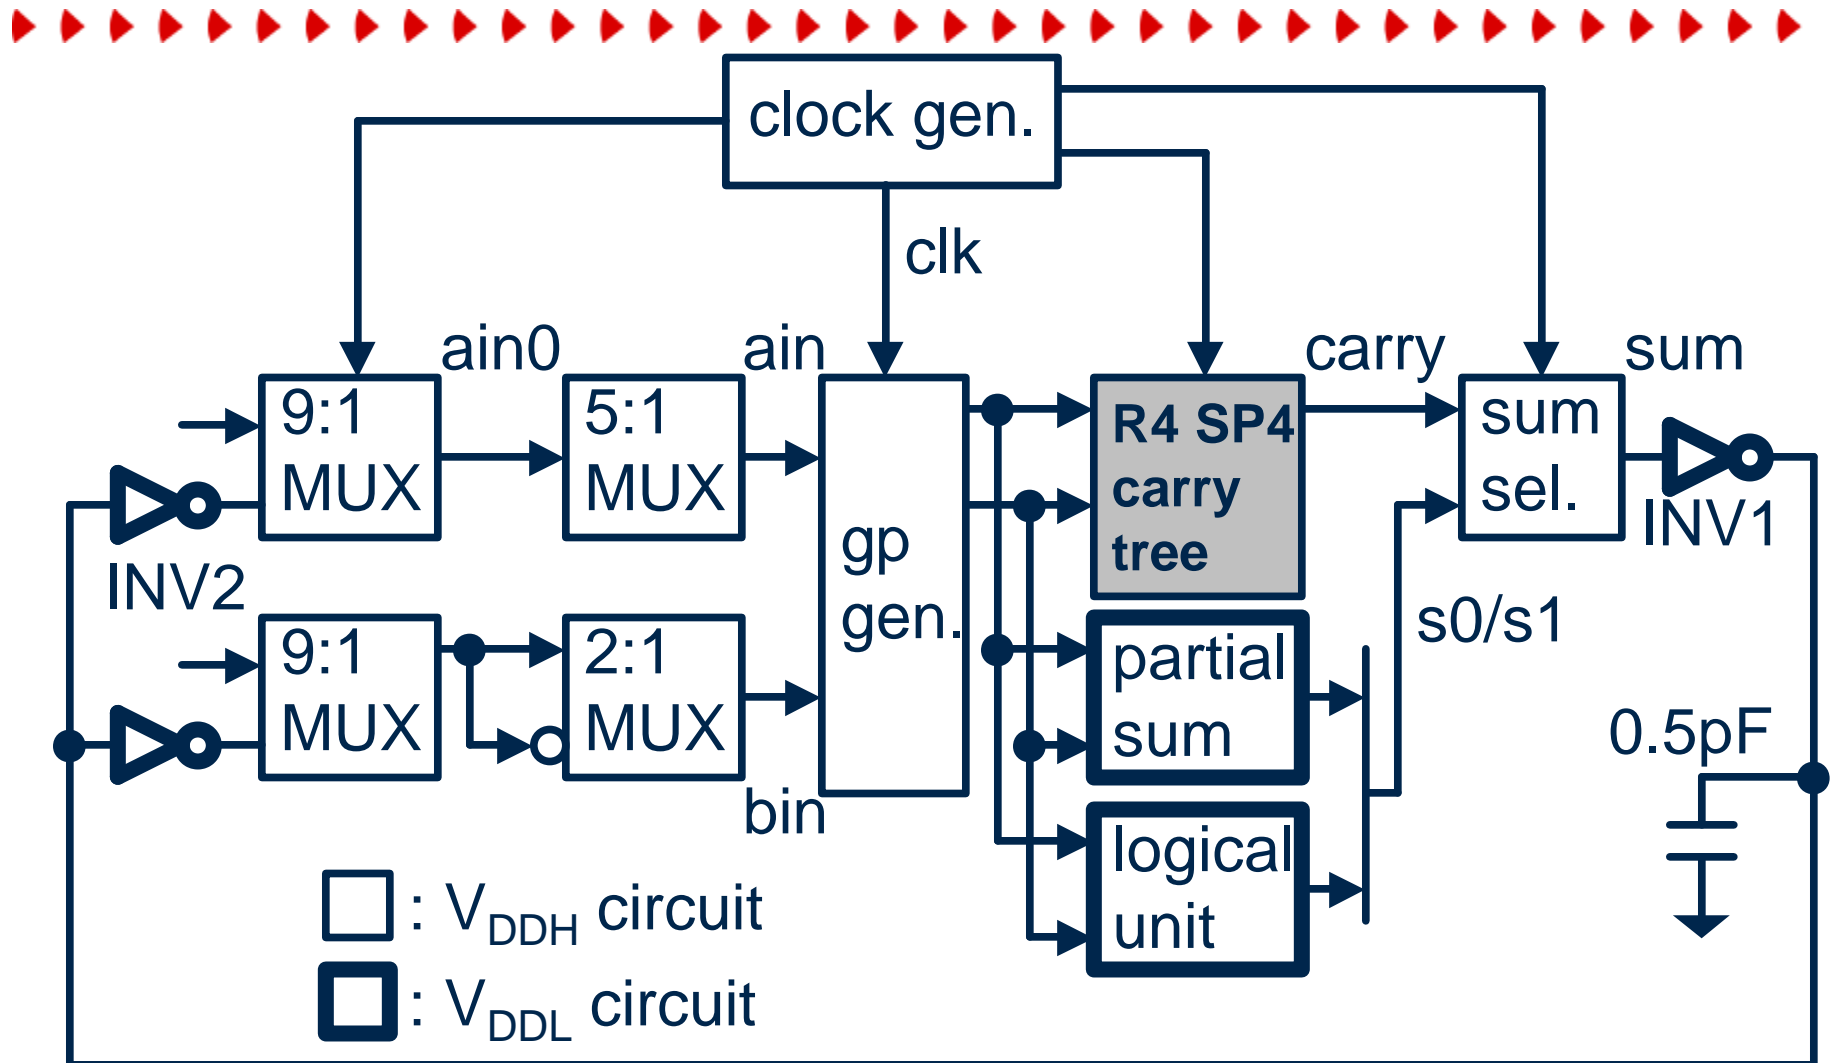 clock gen.
clk
ain0
ain
carry
sum
9:1
MUX
5:1
MUX
gp
gen.
R4 SP4
carry
tree
sum
sel.
INV1
INV2
9:1
MUX
2:1
MUX
bin
partial
sum
s0/s1
logical
unit
0.5pF
: VDDH circuit
: VDDL circuit